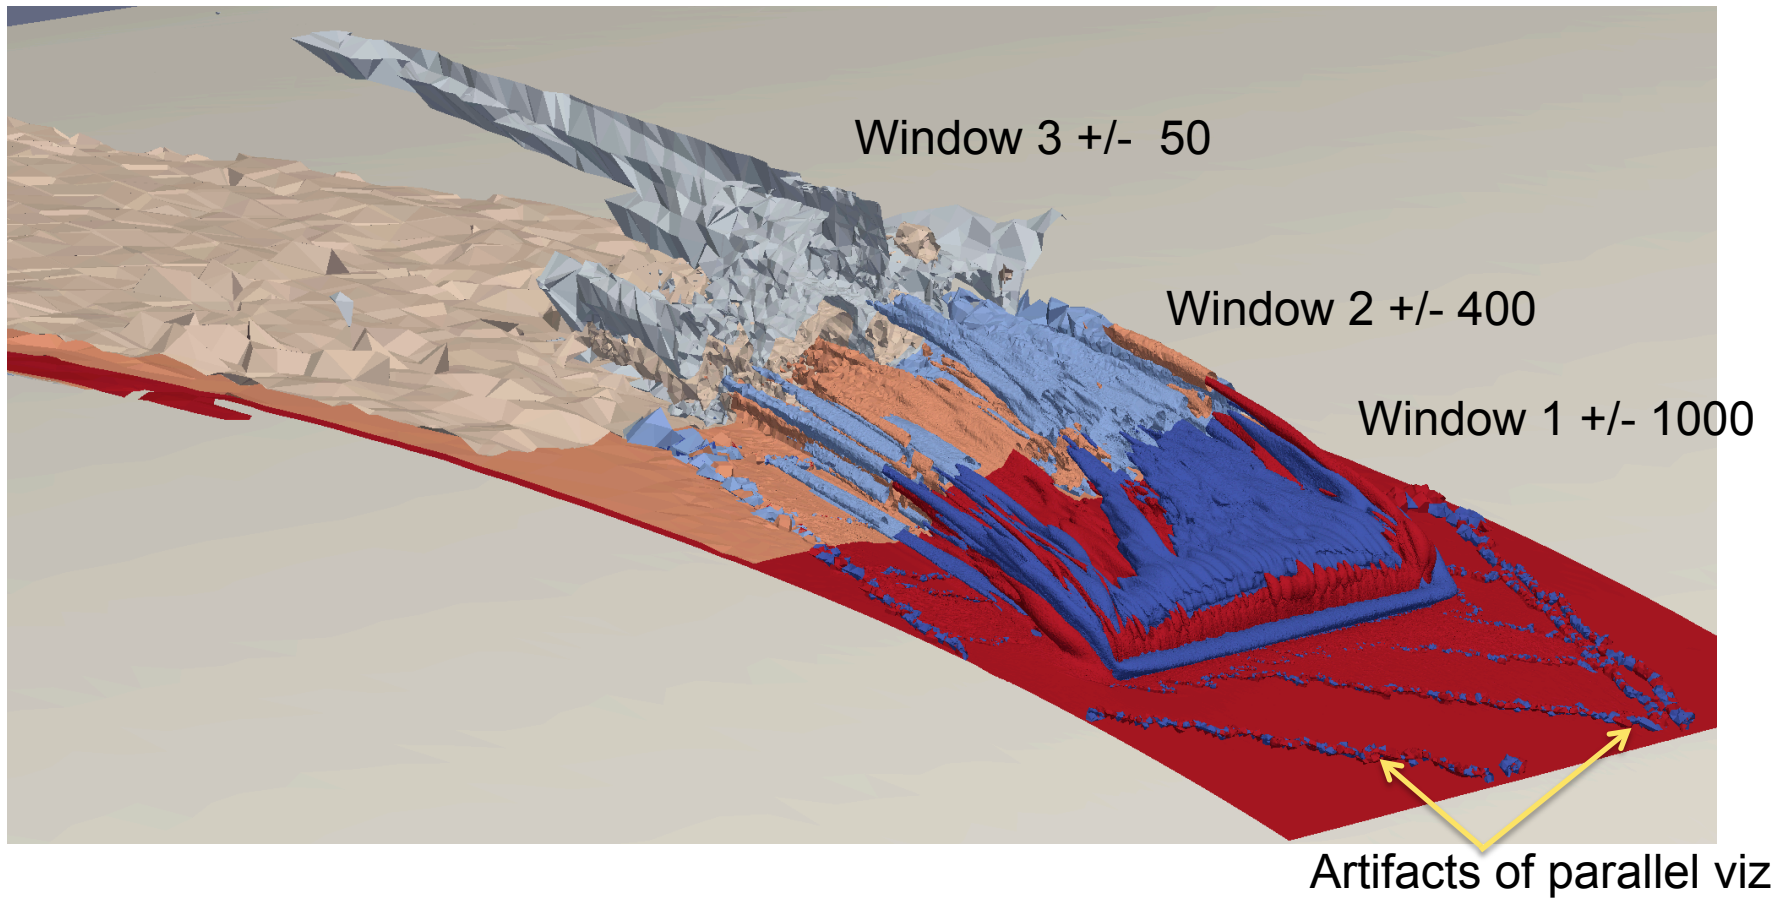 Window 3 +/-  50
Window 2 +/- 400
Window 1 +/- 1000
Artifacts of parallel viz